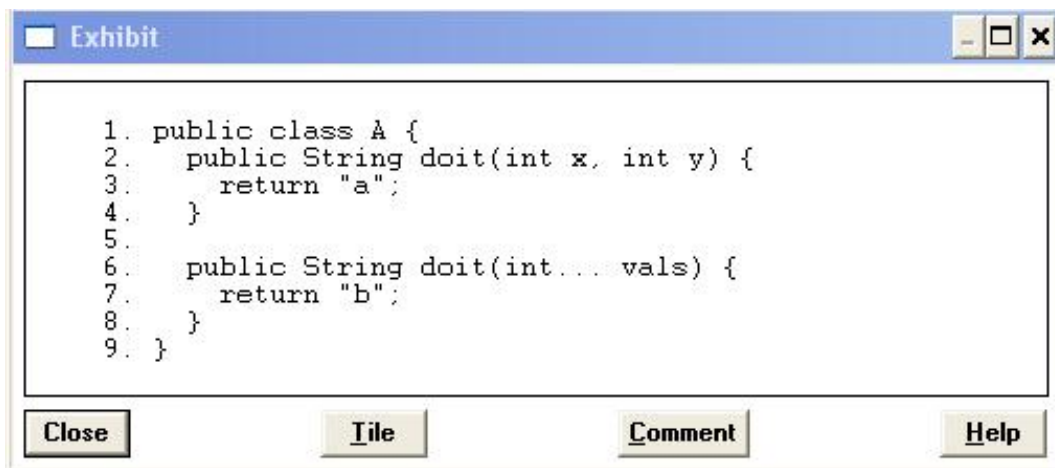 Exhibit
1. public class A {
2.   public String doit(int x, int y) {
3.     return "a";
4.   }
5.
6.   public String doit(int... vals) {
7.     return "b";
8.   }
9. }
Close Tile Comment Help